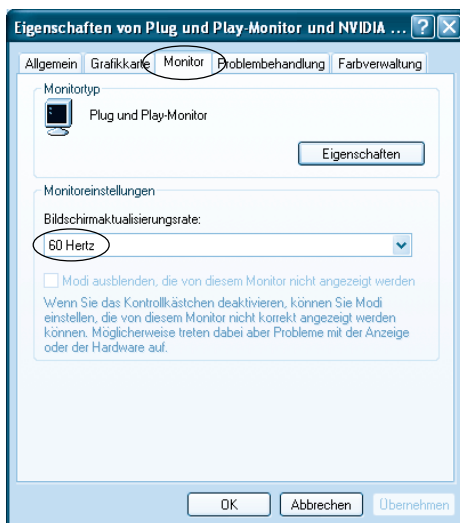 Eigenschaften von Plug und Play-Monitor und NVIDIA ...
Allgemein Grafikkarte Monitor Problembehandlung Farbverwaltung
Monitortyp
Plug und Play-Monitor
Eigenschaften
Monitoreinstellungen
Bildschirmaktualisierungsrate:
60 Hertz
Modi ausblenden, die von diesem Monitor nicht angezeigt werden
Wenn Sie das Kontrollkästchen deaktivieren, können Sie Modi
einstellen, die von diesem Monitor nicht korrekt angezeigt werden
können. Möglicherweise treten dabei aber Probleme mit der Anzeige
oder der Hardware auf.
OK Abbrechen Übernehmen